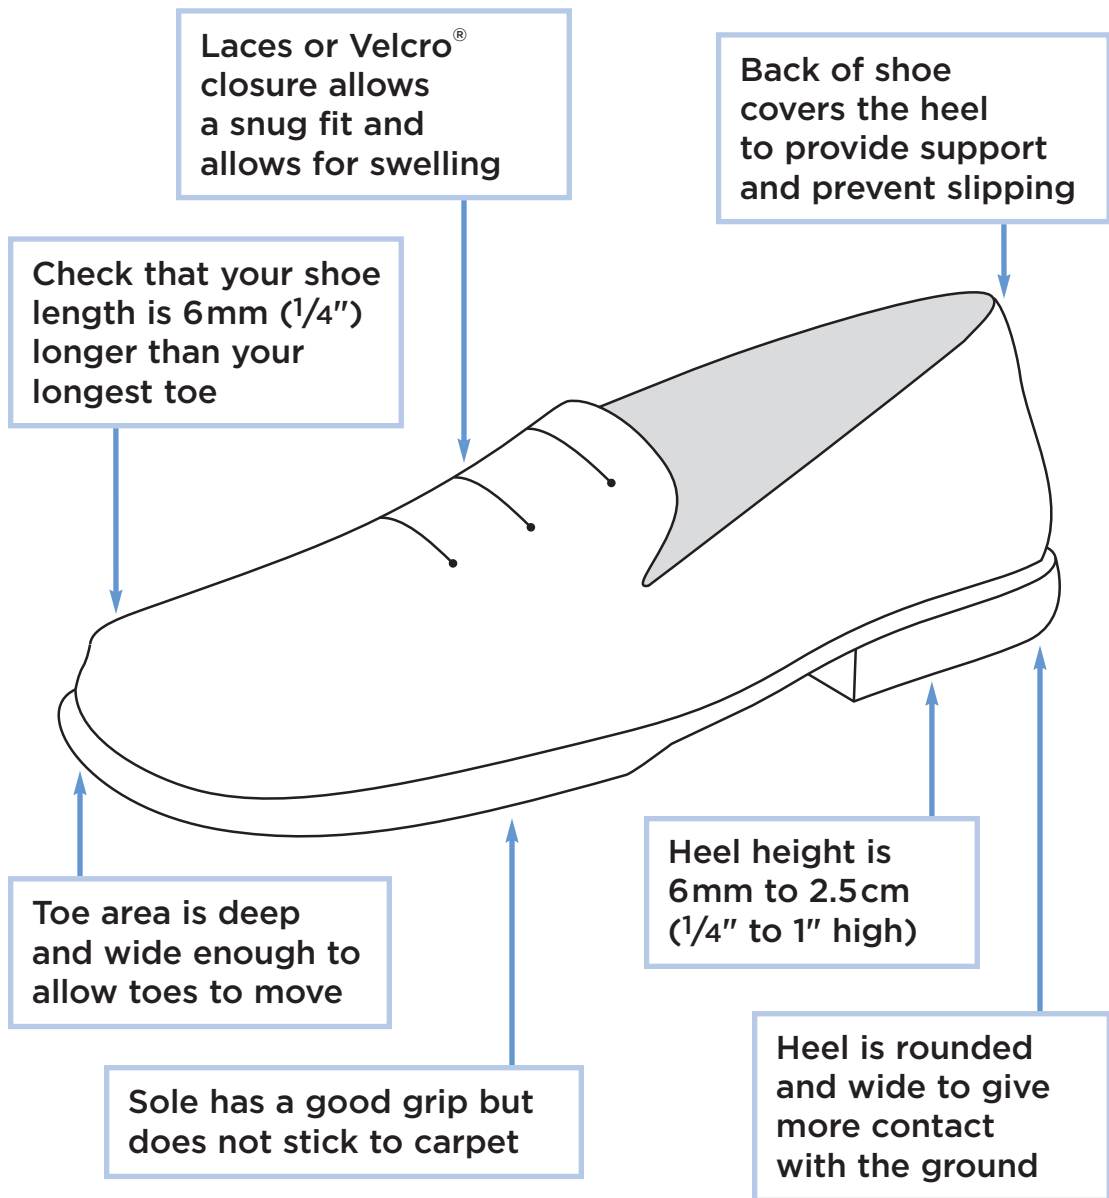 Laces or Velcro®
closure allows
a snug fit and
allows for swelling
Back of shoe
covers the heel
to provide support
and prevent slipping
Check that your shoe
length is 6mm (1/4")
longer than your
longest toe
Toe area is deep
and wide enough to
allow toes to move
Heel height is
6mm to 2.5cm
(1/4" to 1" high)
Sole has a good grip but
does not stick to carpet
Heel is rounded
and wide to give
more contact
with the ground